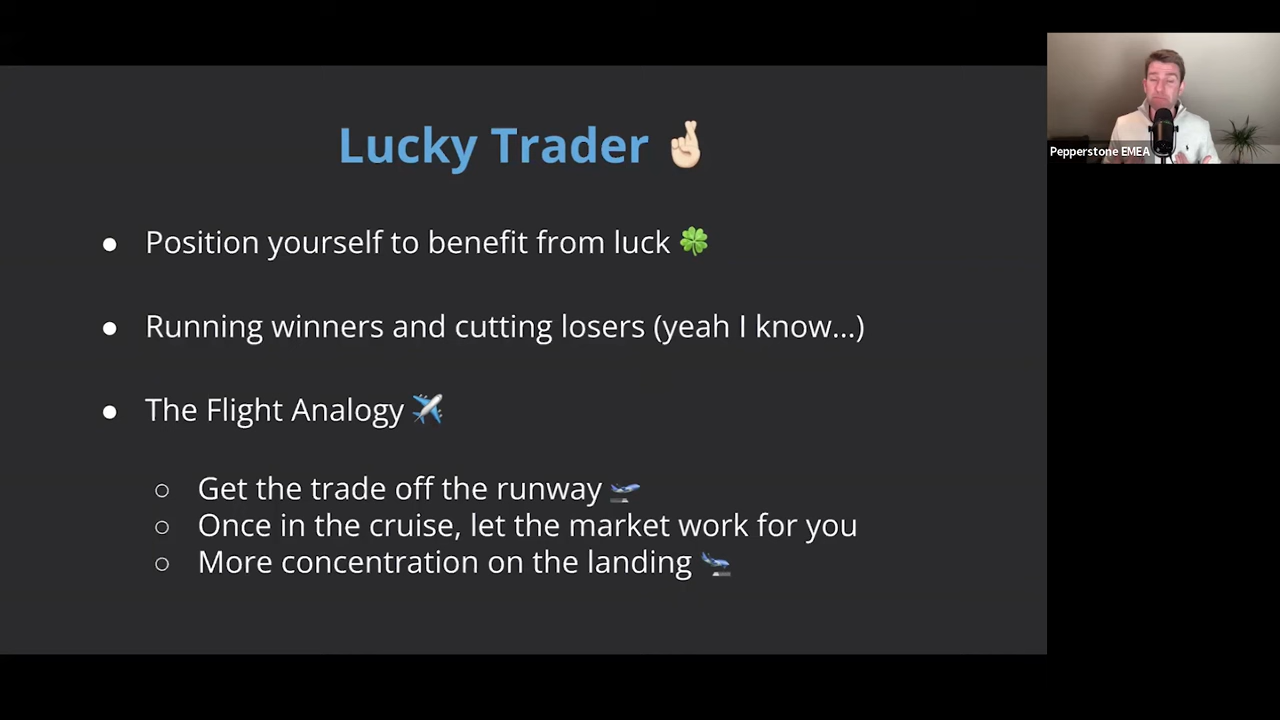 Lucky Trader 🤞🏻
● Position yourself to benefit from luck 🍀
● Running winners and cutting losers (yeah I know...)
● The Flight Analogy ✈️
○ Get the trade off the runway 🛫
○ Once in the cruise, let the market work for you
○ More concentration on the landing 🛬
Pepperstone EMEA